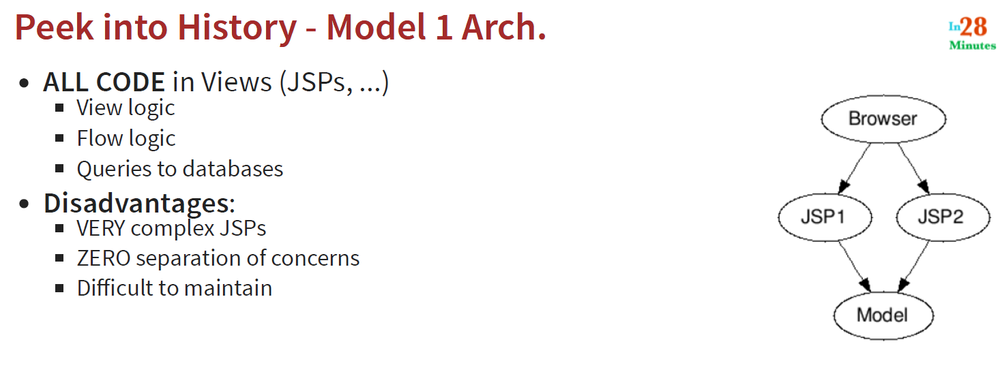 Peek into History - Model 1 Arch.
In28
Minutes
• ALL CODE in Views (JSPs, ...)
▪ View logic
▪ Flow logic
▪ Queries to databases
• Disadvantages:
▪ VERY complex JSPs
▪ ZERO separation of concerns
▪ Difficult to maintain
Browser
JSP1 JSP2
Model